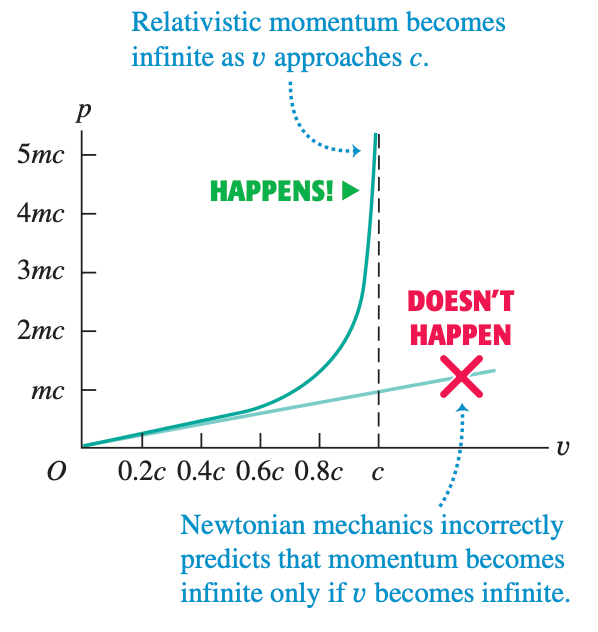 Relativistic momentum becomes
infinite as v approaches c.
p
5mc
HAPPENS!
4mc
3mc
DOESN'T
HAPPEN
2mc
mc
O
0.2c 0.4c 0.6c 0.8c c
v
Newtonian mechanics incorrectly
predicts that momentum becomes
infinite only if v becomes infinite.